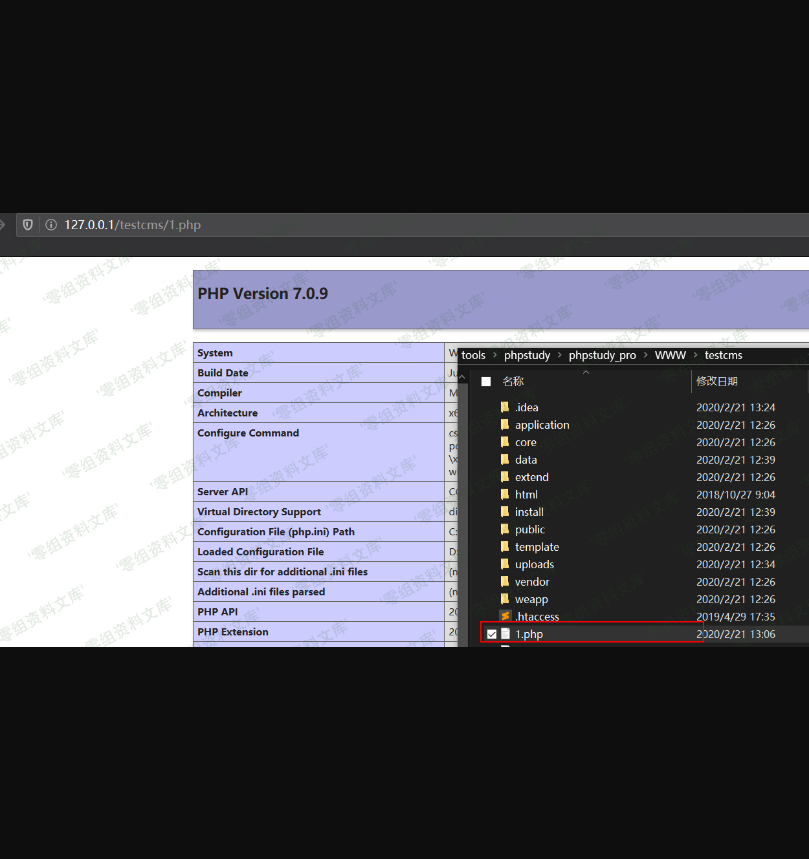 127.0.0.1/testcms/1.php
PHP Version 7.0.9
System
Build Date
Compiler
Architecture
Configure Command
Server API
Virtual Directory Support
Configuration File (php.ini) Path
Loaded Configuration File
Scan this dir for additional .ini files
Additional .ini files parsed
PHP API
PHP Extension
tools > phpstudy > phpstudy_pro > WWW > testcms
名称 修改日期
.idea 2020/2/21 13:24
application 2020/2/21 12:26
core 2020/2/21 12:26
data 2020/2/21 12:39
extend 2020/2/21 12:26
html 2018/10/27 9:04
install 2020/2/21 12:39
public 2020/2/21 12:26
template 2020/2/21 12:26
uploads 2020/2/21 12:34
vendor 2020/2/21 12:26
weapp 2020/2/21 12:26
.htaccess 2019/4/29 17:35
1.php 2020/2/21 13:06
'零组资料文库'